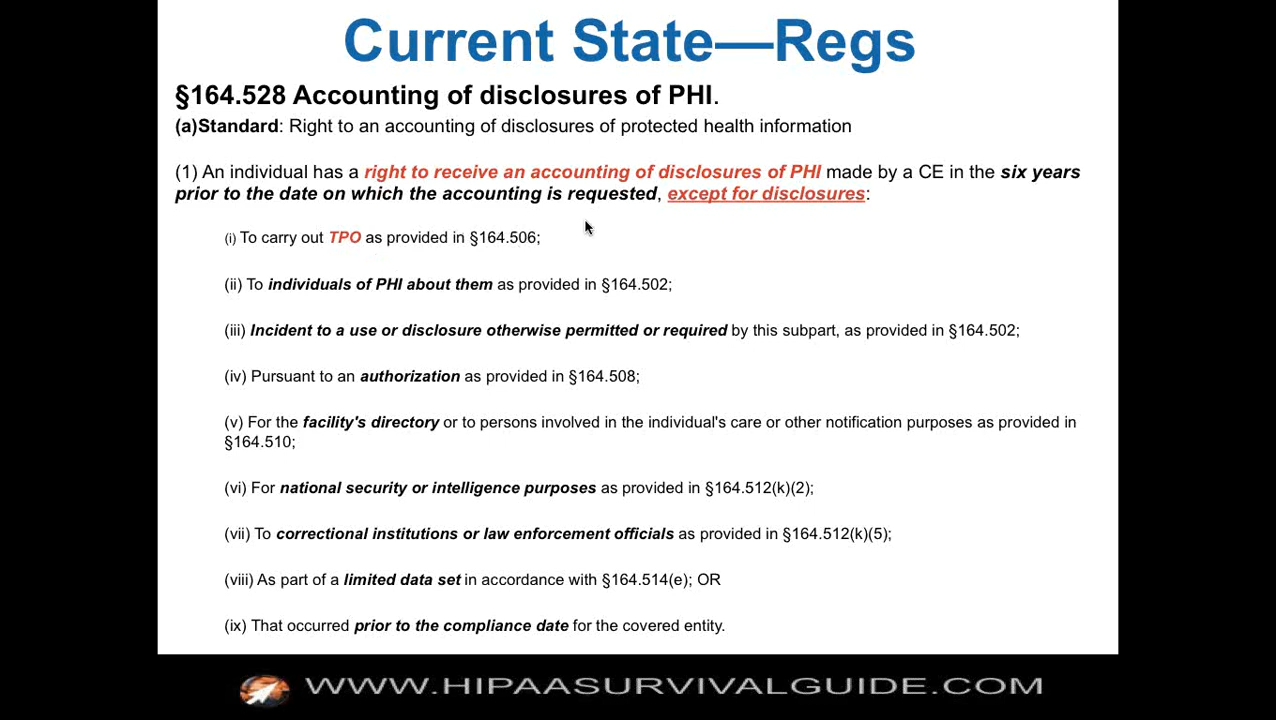 Current State—Regs
§164.528 Accounting of disclosures of PHI.
(a)Standard: Right to an accounting of disclosures of protected health information
(1) An individual has a right to receive an accounting of disclosures of PHI made by a CE in the six years
prior to the date on which the accounting is requested, except for disclosures:
(i) To carry out TPO as provided in §164.506;
(ii) To individuals of PHI about them as provided in §164.502;
(iii) Incident to a use or disclosure otherwise permitted or required by this subpart, as provided in §164.502;
(iv) Pursuant to an authorization as provided in §164.508;
(v) For the facility's directory or to persons involved in the individual's care or other notification purposes as provided in
§164.510;
(vi) For national security or intelligence purposes as provided in §164.512(k)(2);
(vii) To correctional institutions or law enforcement officials as provided in §164.512(k)(5);
(viii) As part of a limited data set in accordance with §164.514(e); OR
(ix) That occurred prior to the compliance date for the covered entity.
WWW.HIPAASURVIVALGUIDE.COM